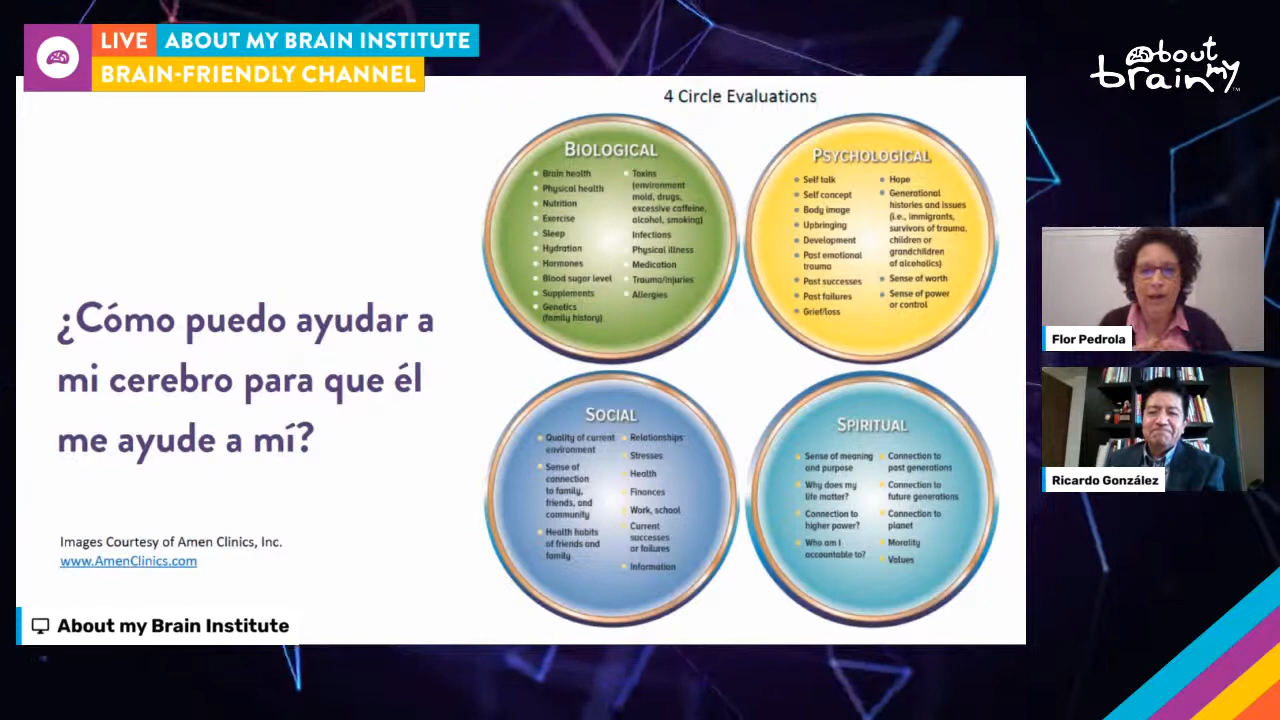 LIVE ABOUT MY BRAIN INSTITUTE
BRAIN-FRIENDLY CHANNEL
about
my
brain™
4 Circle Evaluations
BIOLOGICAL
Brain health
Physical health
Nutrition
Exercise
Sleep
Hydration
Hormones
Blood sugar level
Supplements
Genetics
(family history)
Toxins
(environment
mold, drugs,
excessive caffeine,
alcohol, smoking)
Infections
Physical illness
Medication
Trauma/injuries
Allergies
PSYCHOLOGICAL
Self talk
Self concept
Body image
Upbringing
Development
Past emotional
trauma
Past successes
Past failures
Grief/loss
Hope
Generational
histories and issues
(i.e., immigrants,
survivors of trauma,
children or
grandchildren
of alcoholics)
Sense of worth
Sense of power
or control
¿Cómo puedo ayudar a
mi cerebro para que él
me ayude a mí?
Images Courtesy of Amen Clinics, Inc.
www.AmenClinics.com
SOCIAL
Quality of current
environment
Sense of
connection
to family,
friends, and
community
Health habits
of friends and
family
Relationships
Stresses
Health
Finances
Work, school
Current
successes
or failures
Information
SPIRITUAL
Sense of meaning
and purpose
Why does my
life matter?
Connection to
higher power?
Who am I
accountable to?
Connection to
past generations
Connection to
future generations
Connection to
planet
Morality
Values
About my Brain Institute
Flor Pedrola
Ricardo González